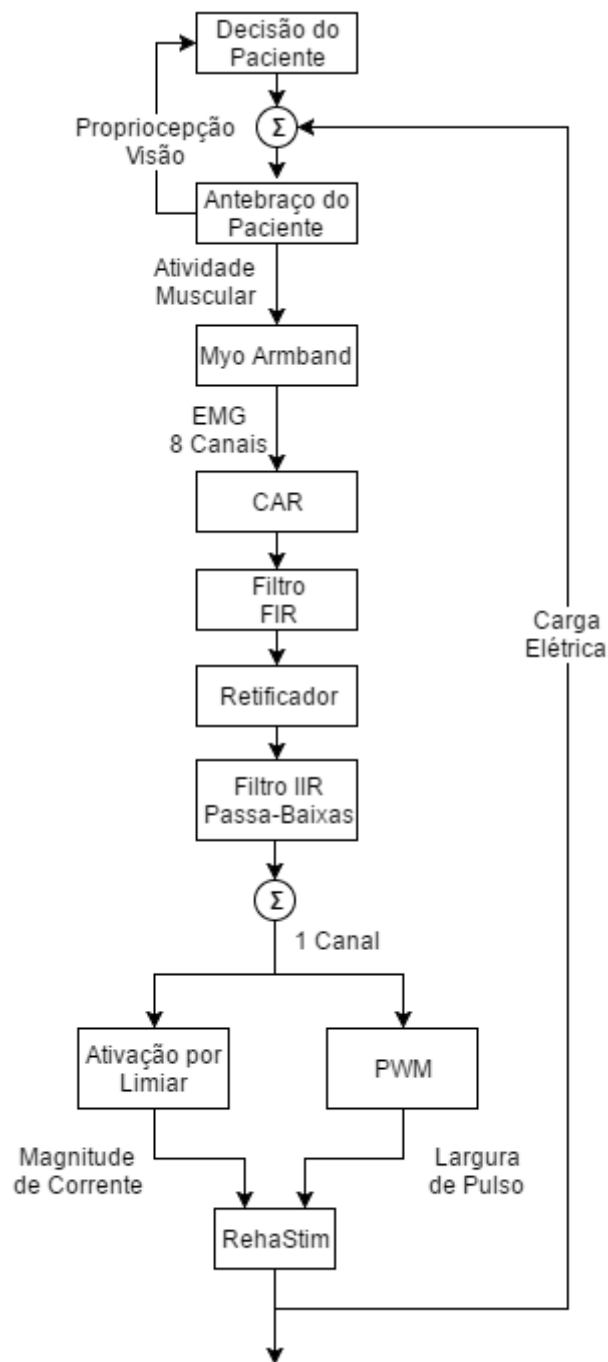 Decisão do
Paciente
Σ
Propriocepção
Visão
Antebraço do
Paciente
Atividade
Muscular
Myo Armband
EMG
8 Canais
CAR
Filtro
FIR
Carga
Elétrica
Retificador
Filtro IIR
Passa-Baixas
Σ
1 Canal
Ativação por
Limiar
PWM
Magnitude
de Corrente
Largura
de Pulso
RehaStim